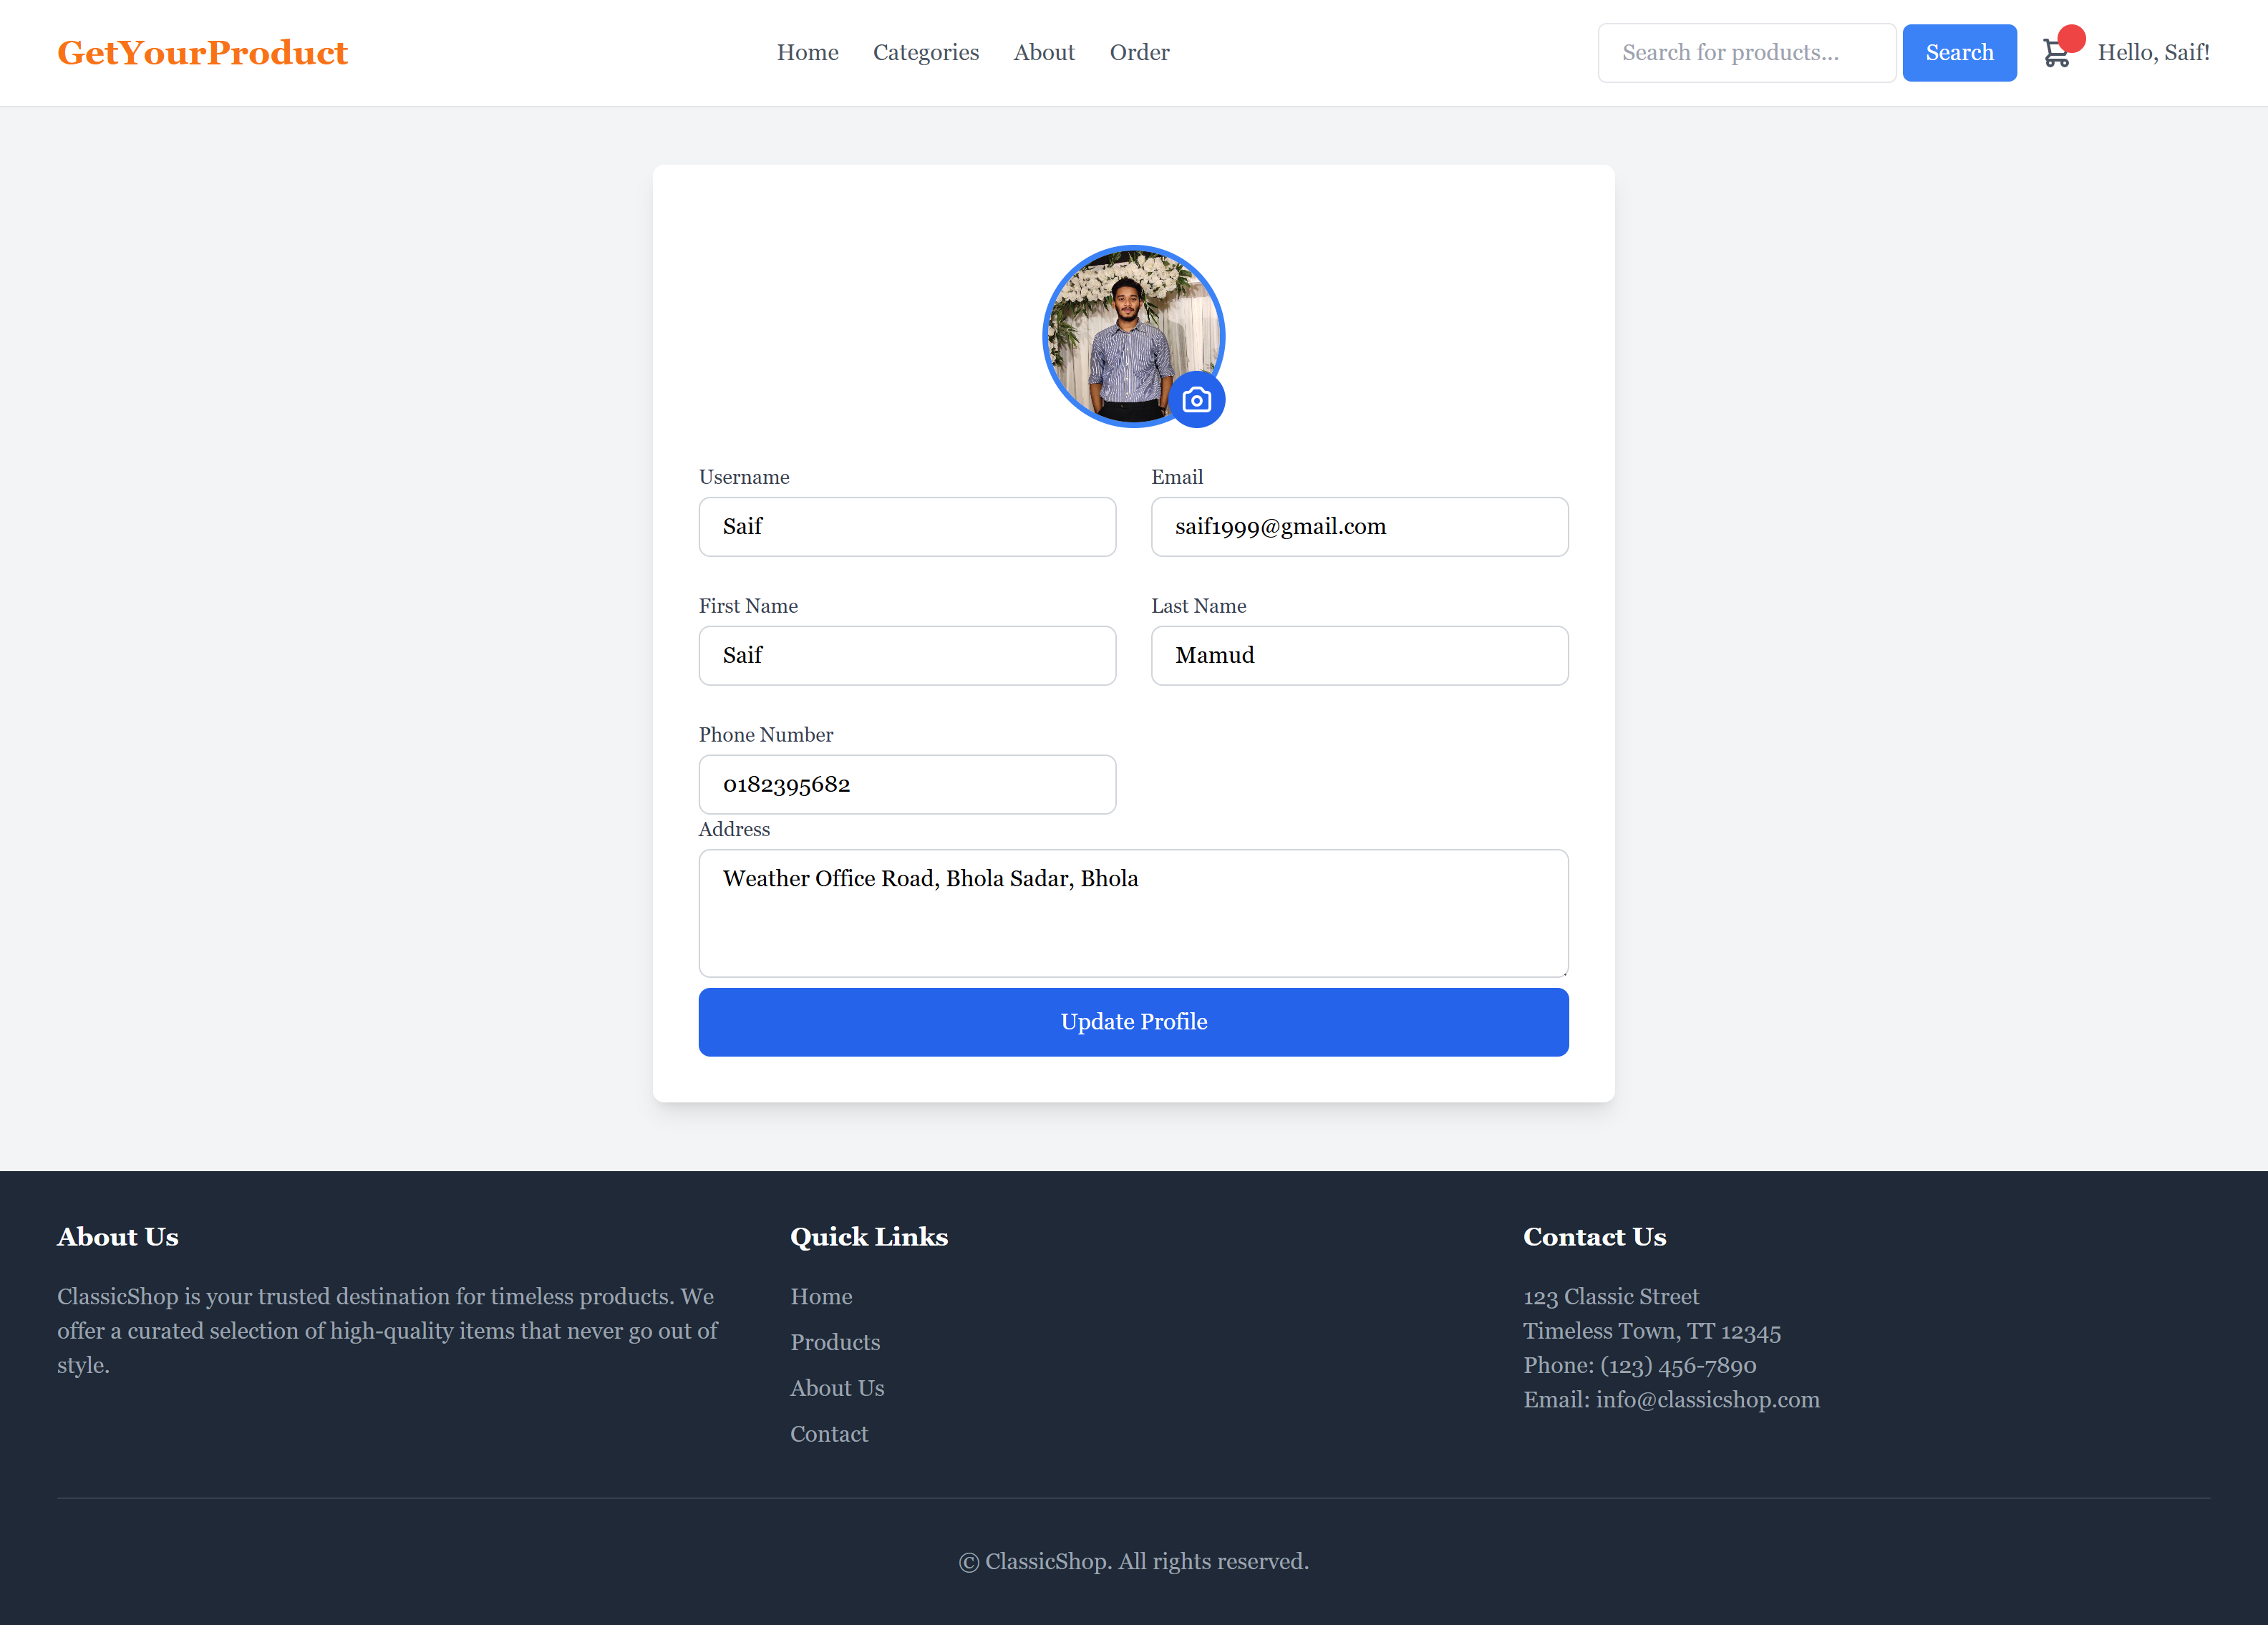 GetYourProduct
Home Categories About Order
Search for products...
Search
Hello, Saif!
Username
Saif
Email
saif1999@gmail.com
First Name
Saif
Last Name
Mamud
Phone Number
0182395682
Address
Weather Office Road, Bhola Sadar, Bhola
Update Profile
About Us
ClassicShop is your trusted destination for timeless products. We
offer a curated selection of high-quality items that never go out of
style.
Quick Links
Home
Products
About Us
Contact
Contact Us
123 Classic Street
Timeless Town, TT 12345
Phone: (123) 456-7890
Email: info@classicshop.com
© ClassicShop. All rights reserved.